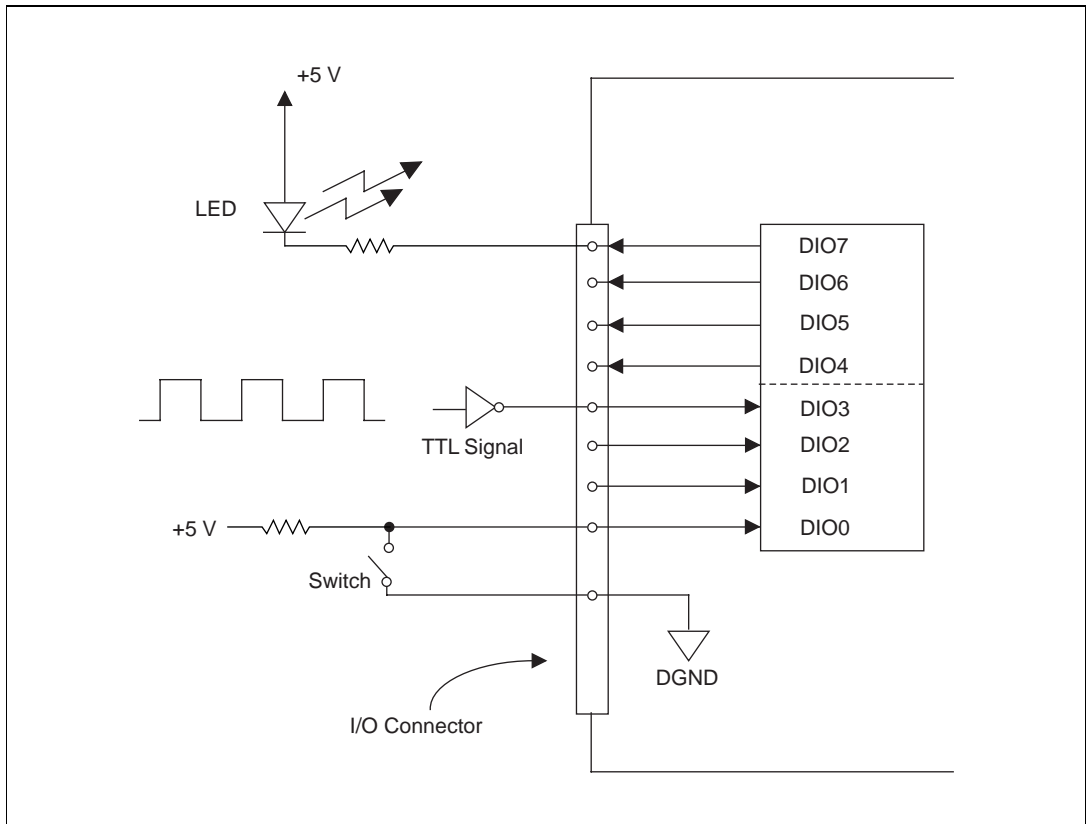 +5 V
LED
DIO7
DIO6
DIO5
DIO4
DIO3
TTL Signal
DIO2
DIO1
+5 V
DIO0
Switch
DGND
I/O Connector